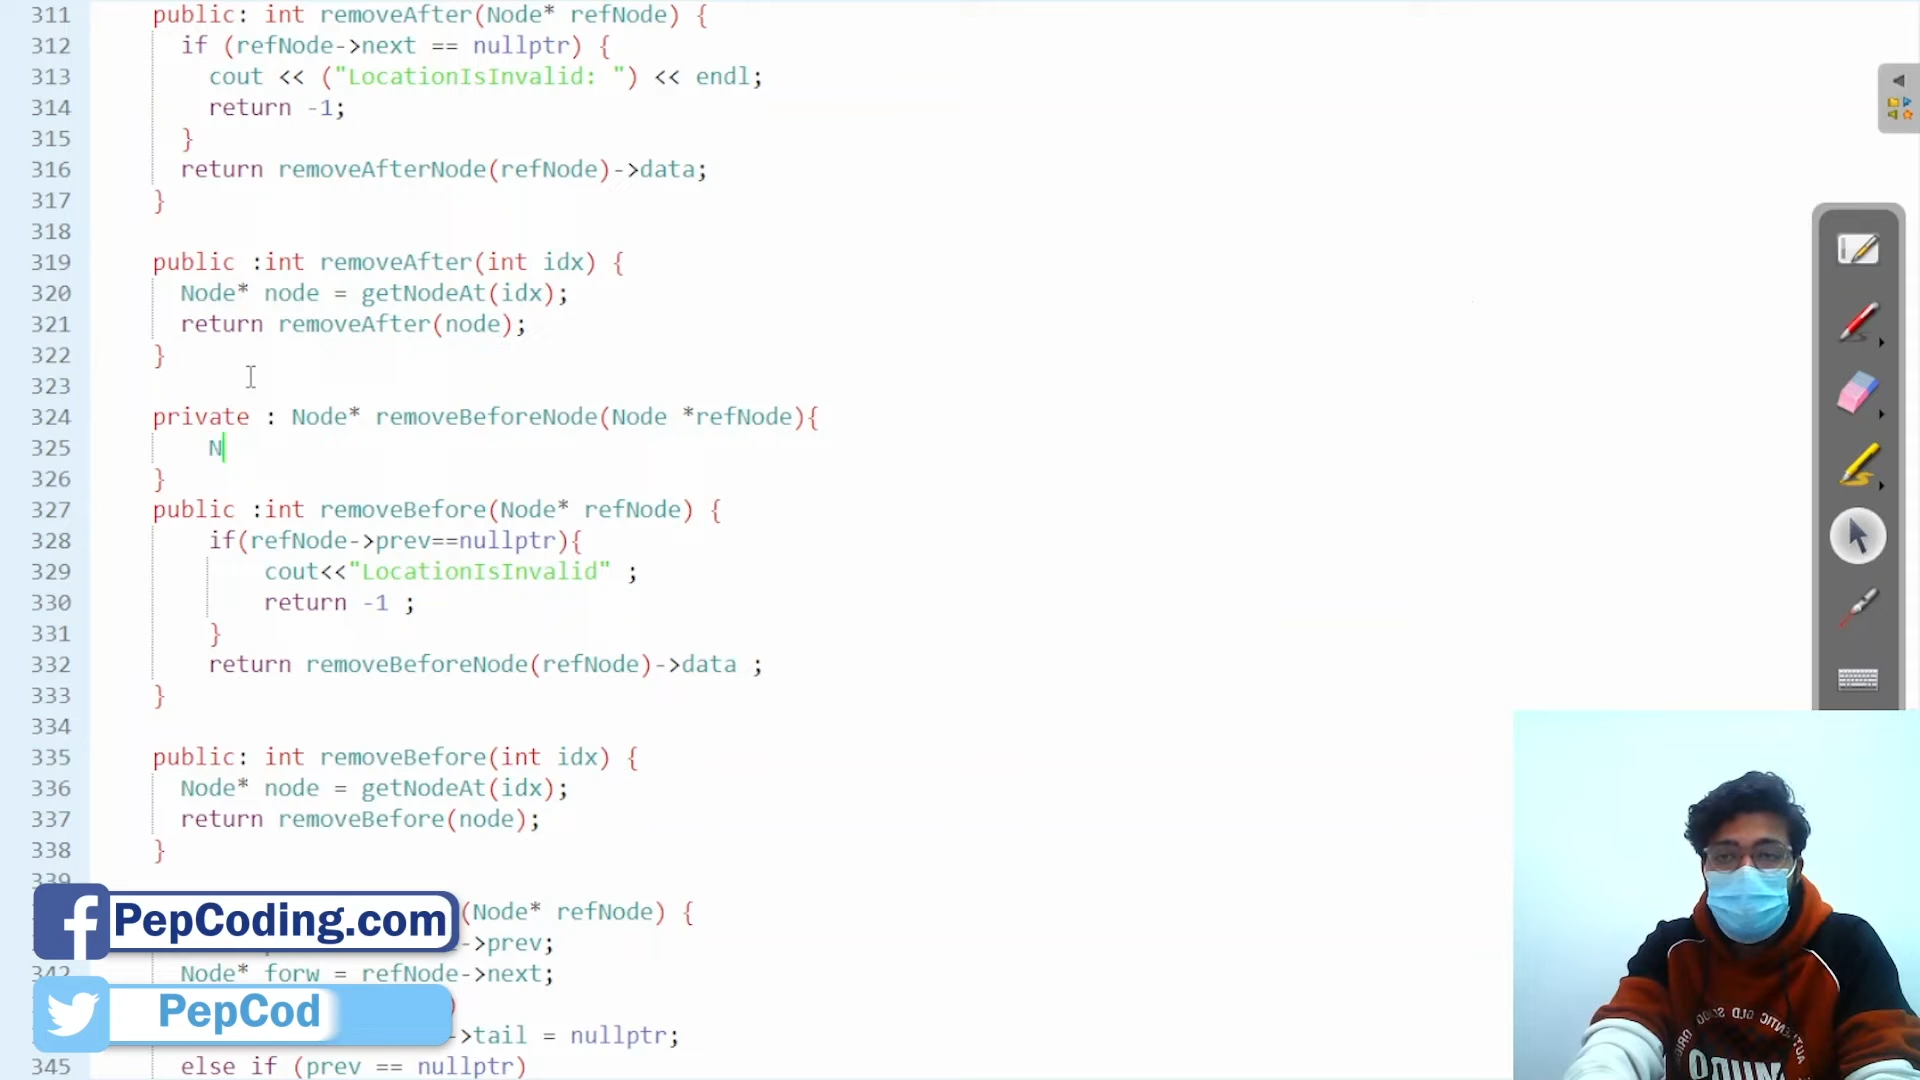 311 public: int removeAfter(Node* refNode) {
312 if (refNode->next == nullptr) {
313 cout << ("LocationIsInvalid: ") << endl;
314 return -1;
315 }
316 return removeAfterNode(refNode)->data;
317 }
318
319 public :int removeAfter(int idx) {
320 Node* node = getNodeAt(idx);
321 return removeAfter(node);
322 }
323
324 private : Node* removeBeforeNode(Node *refNode){
325 N
326 }
327 public :int removeBefore(Node* refNode) {
328 if(refNode->prev==nullptr){
329 cout<<"LocationIsInvalid" ;
330 return -1 ;
331 }
332 return removeBeforeNode(refNode)->data ;
333 }
334
335 public: int removeBefore(int idx) {
336 Node* node = getNodeAt(idx);
337 return removeBefore(node);
338 }
339
(Node* refNode) {
->prev;
342 Node* forw = refNode->next;
)
->tail = nullptr;
345 else if (prev == nullptr)
f PepCoding.com
PepCod